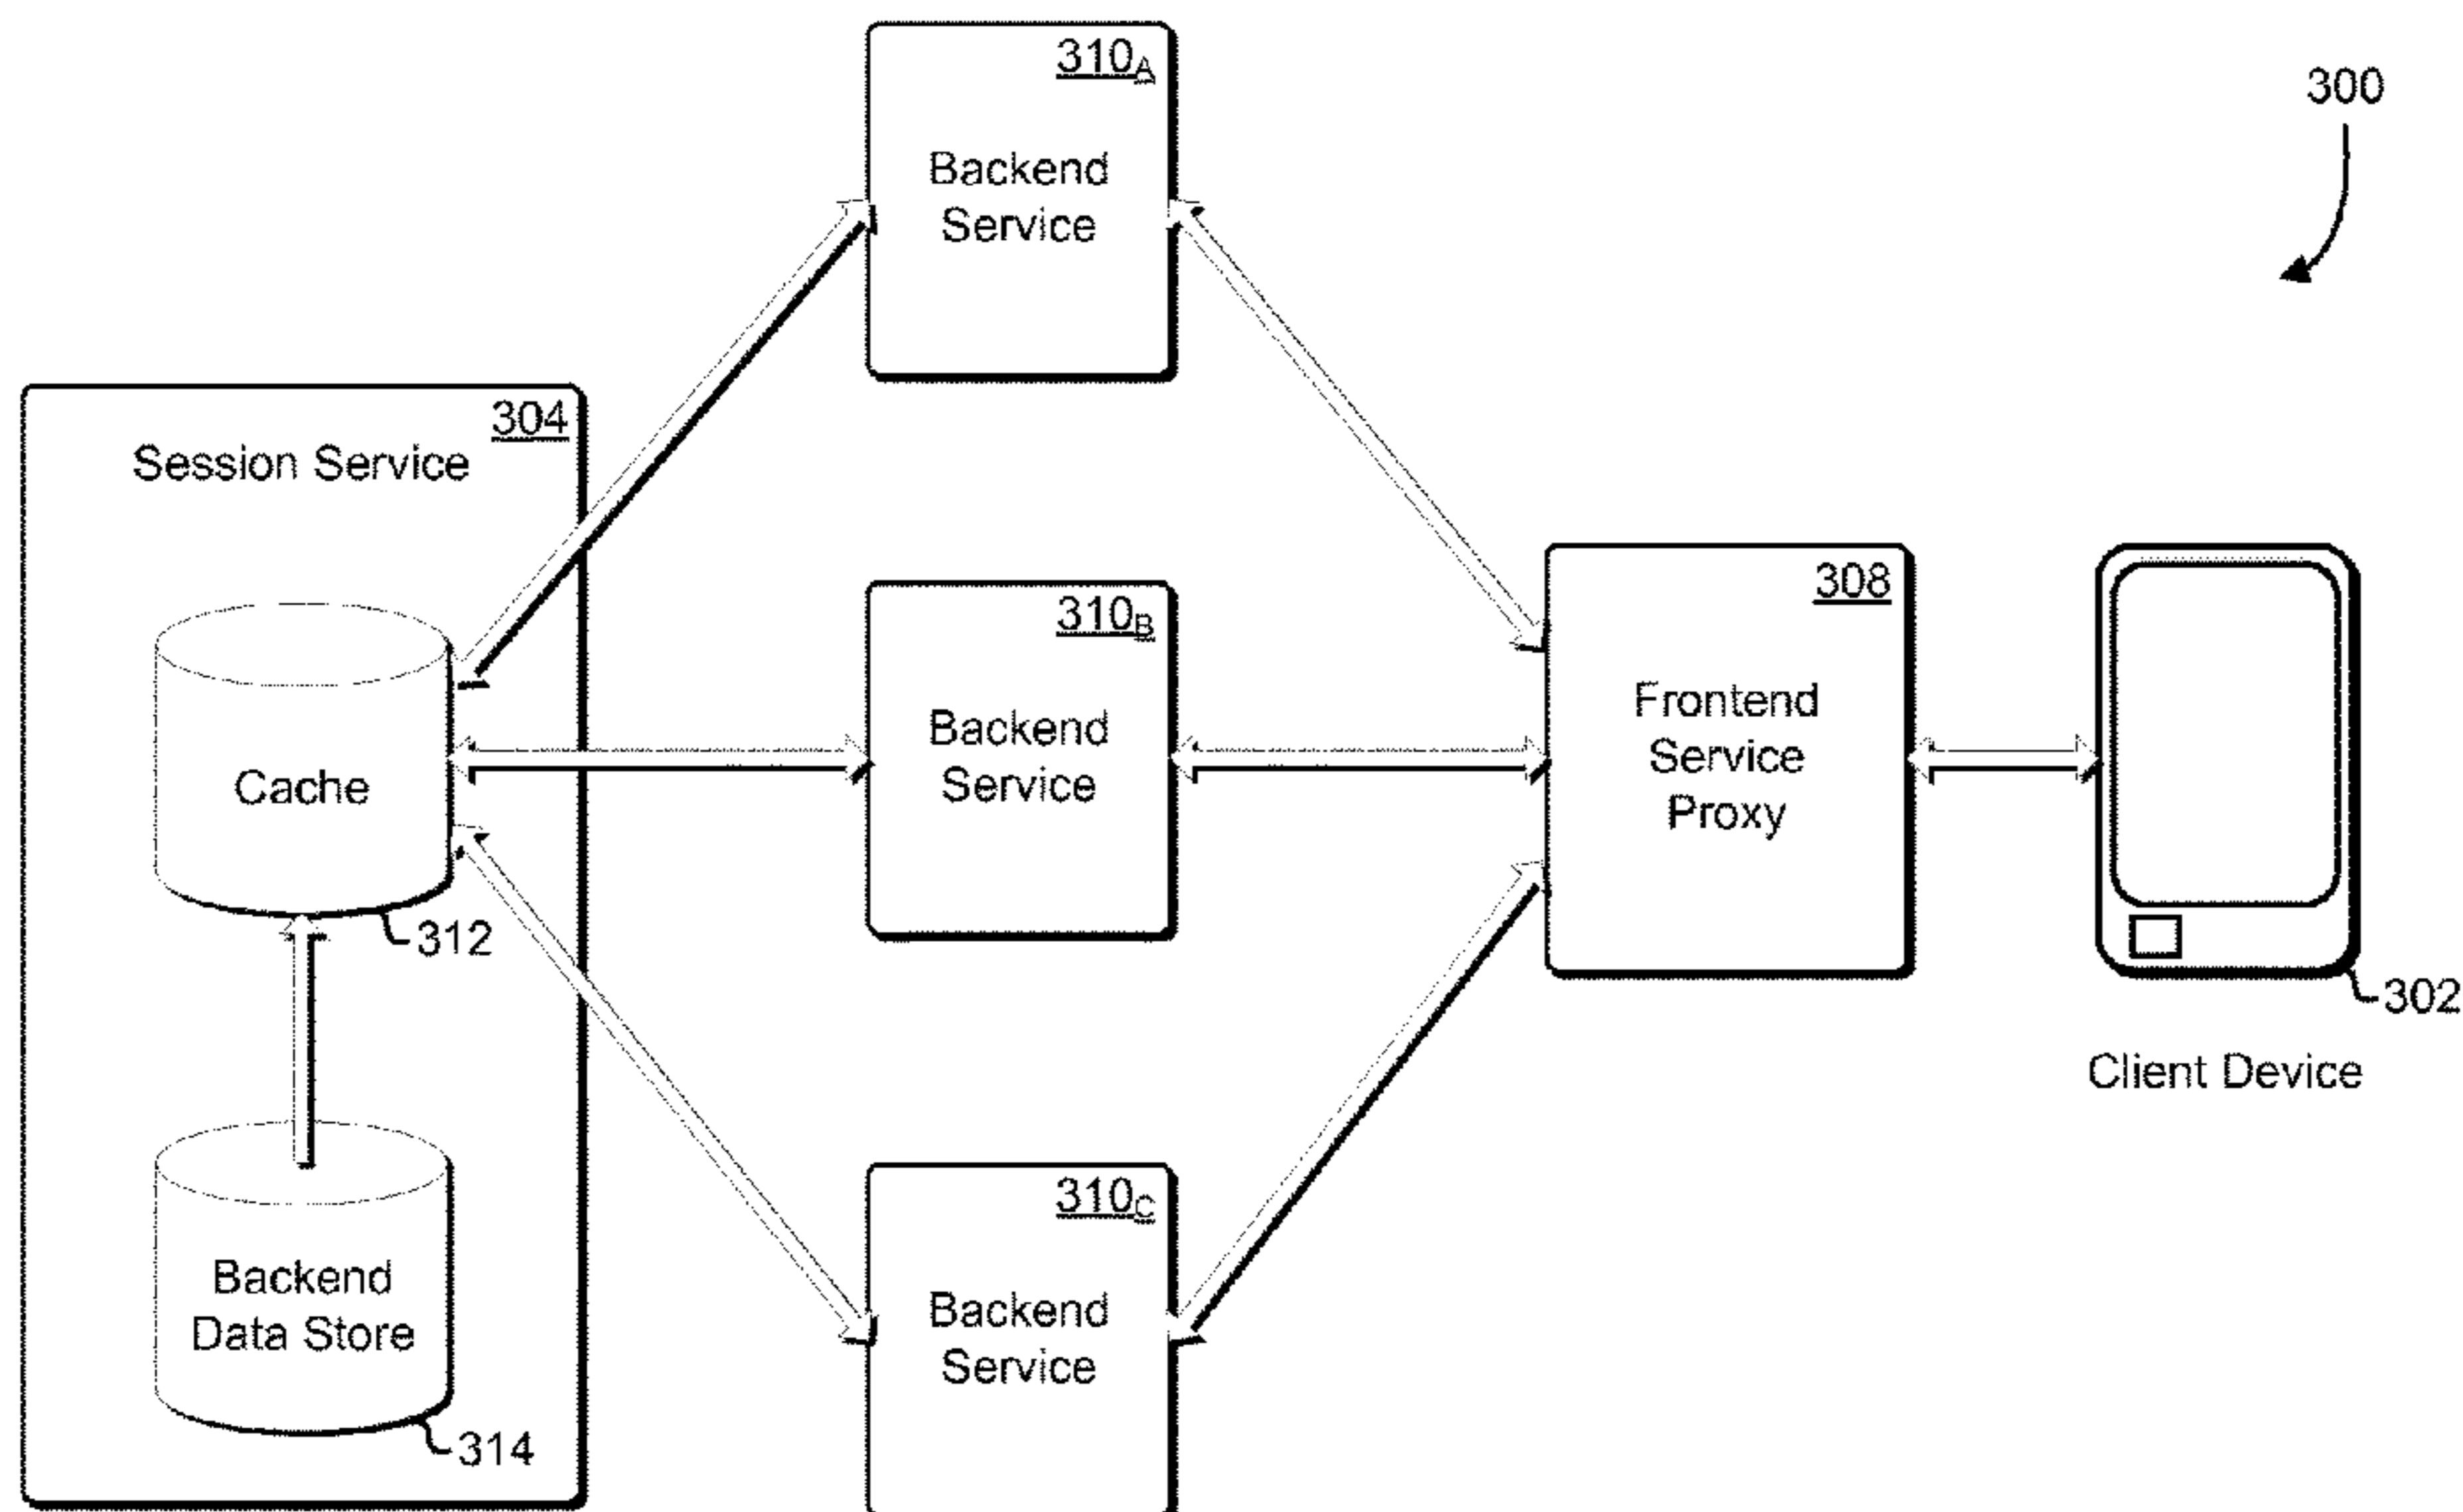 300
310A
Backend
Service
304
Session Service
Cache
312
Backend
Data Store
314
310B
Backend
Service
310C
Backend
Service
308
Frontend
Service
Proxy
302
Client Device